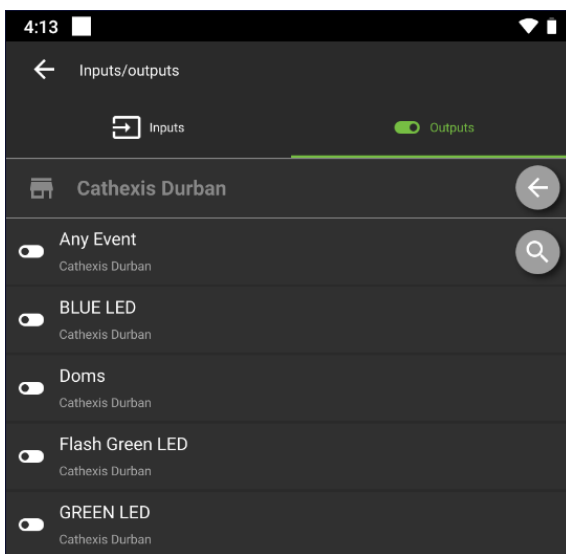 4:13
Inputs/outputs
Inputs
Outputs
Cathexis Durban
Any Event
Cathexis Durban
BLUE LED
Cathexis Durban
Doms
Cathexis Durban
Flash Green LED
Cathexis Durban
GREEN LED
Cathexis Durban